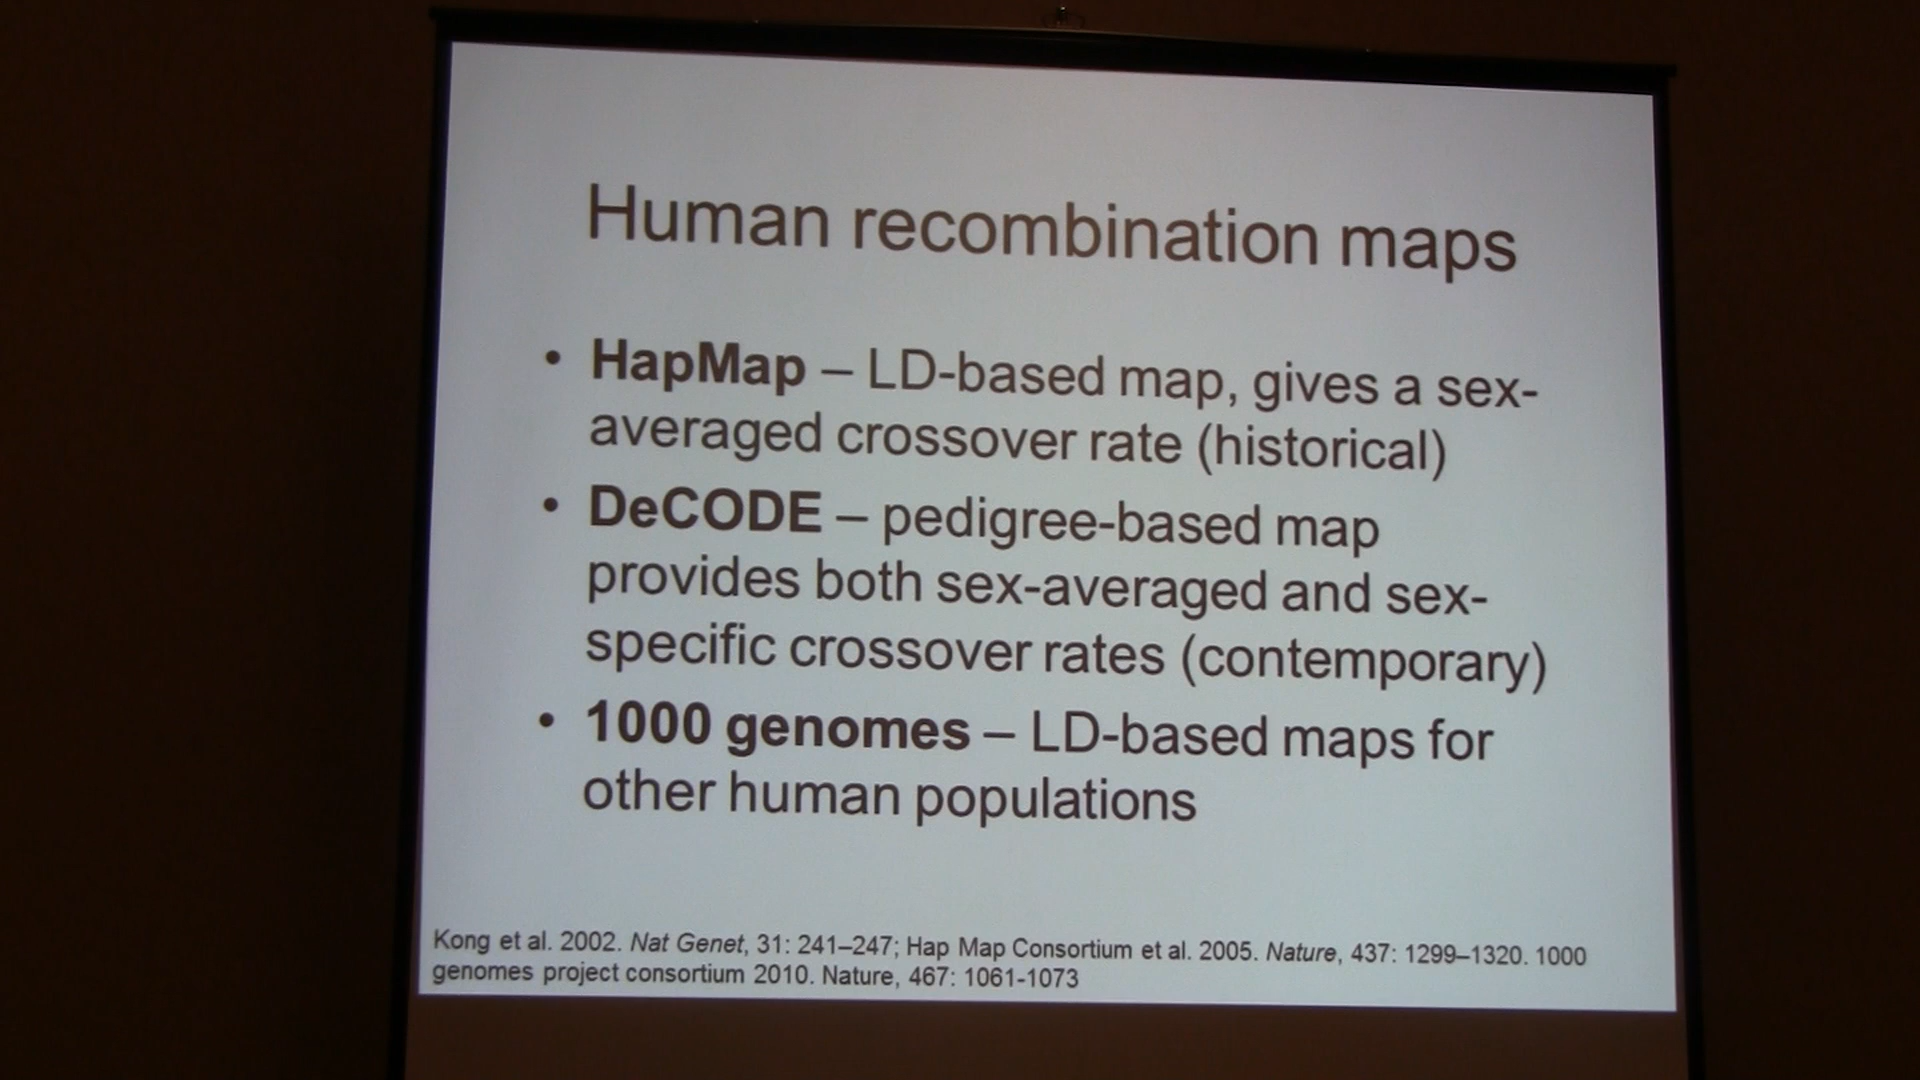 Human recombination maps
• HapMap – LD-based map, gives a sex-
averaged crossover rate (historical)
• DeCODE – pedigree-based map
provides both sex-averaged and sex-
specific crossover rates (contemporary)
• 1000 genomes – LD-based maps for
other human populations
Kong et al. 2002. Nat Genet, 31: 241–247; Hap Map Consortium et al. 2005. Nature, 437: 1299–1320. 1000
genomes project consortium 2010. Nature, 467: 1061-1073